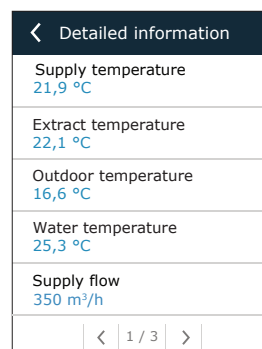 Detailed information
Supply temperature
21,9 °C
Extract temperature
22,1 °C
Outdoor temperature
16,6 °C
Water temperature
25,3 °C
Supply flow
350 m³/h
1 / 3